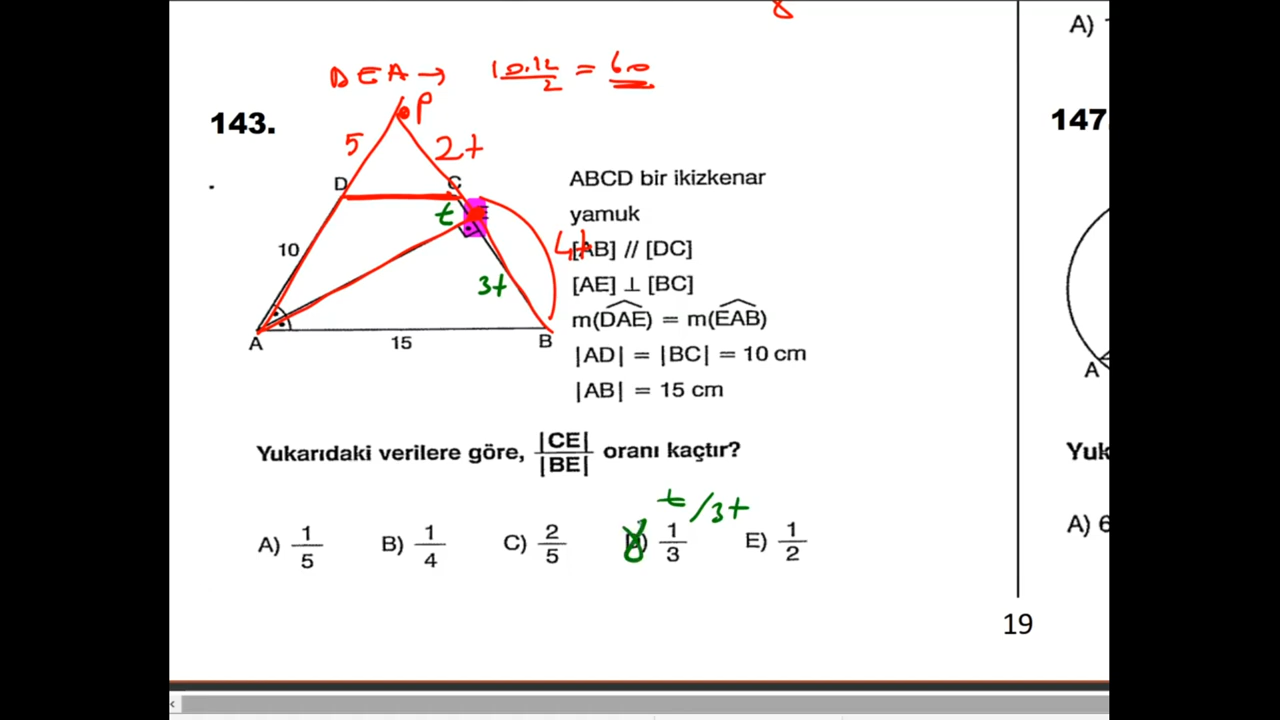 8
A)
DEA → 10.12/2 = 60
143.
P
147.
5
2t
D
C
ABCD bir ikizkenar
t
E
yamuk
10
4t
[AB] // [DC]
3t
[AE] ⊥ [BC]
m(DAE) = m(EAB)
A
15
B
A
|AD| = |BC| = 10 cm
|AB| = 15 cm
Yukarıdaki verilere göre, |CE|/|BE| oranı kaçtır?
Yuk
t/3t
A) 1/5 B) 1/4 C) 2/5 D) 1/3 E) 1/2
A) 6
19